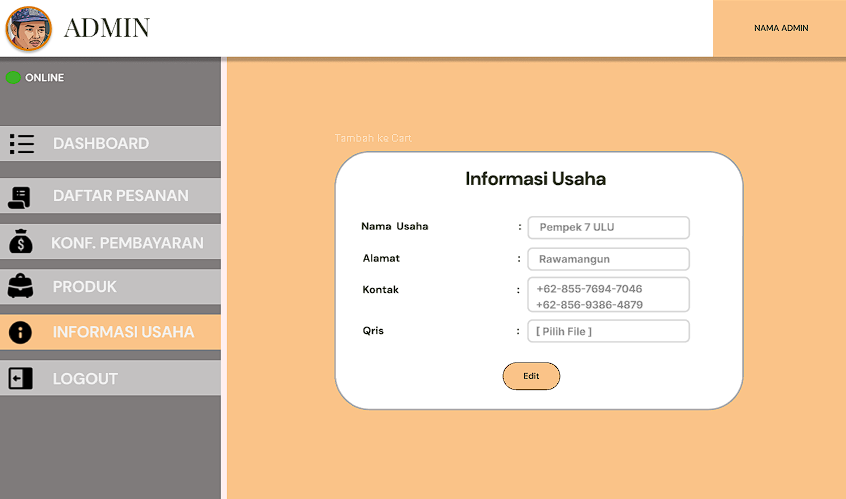 ADMIN
NAMA ADMIN
ONLINE
DASHBOARD
DAFTAR PESANAN
KONF. PEMBAYARAN
PRODUK
INFORMASI USAHA
LOGOUT
Tambah ke Cart
Informasi Usaha
Nama Usaha : Pempek 7 ULU
Alamat : Rawamangun
Kontak : +62-855-7694-7046
+62-856-9386-4879
Qris : [ Pilih File ]
Edit